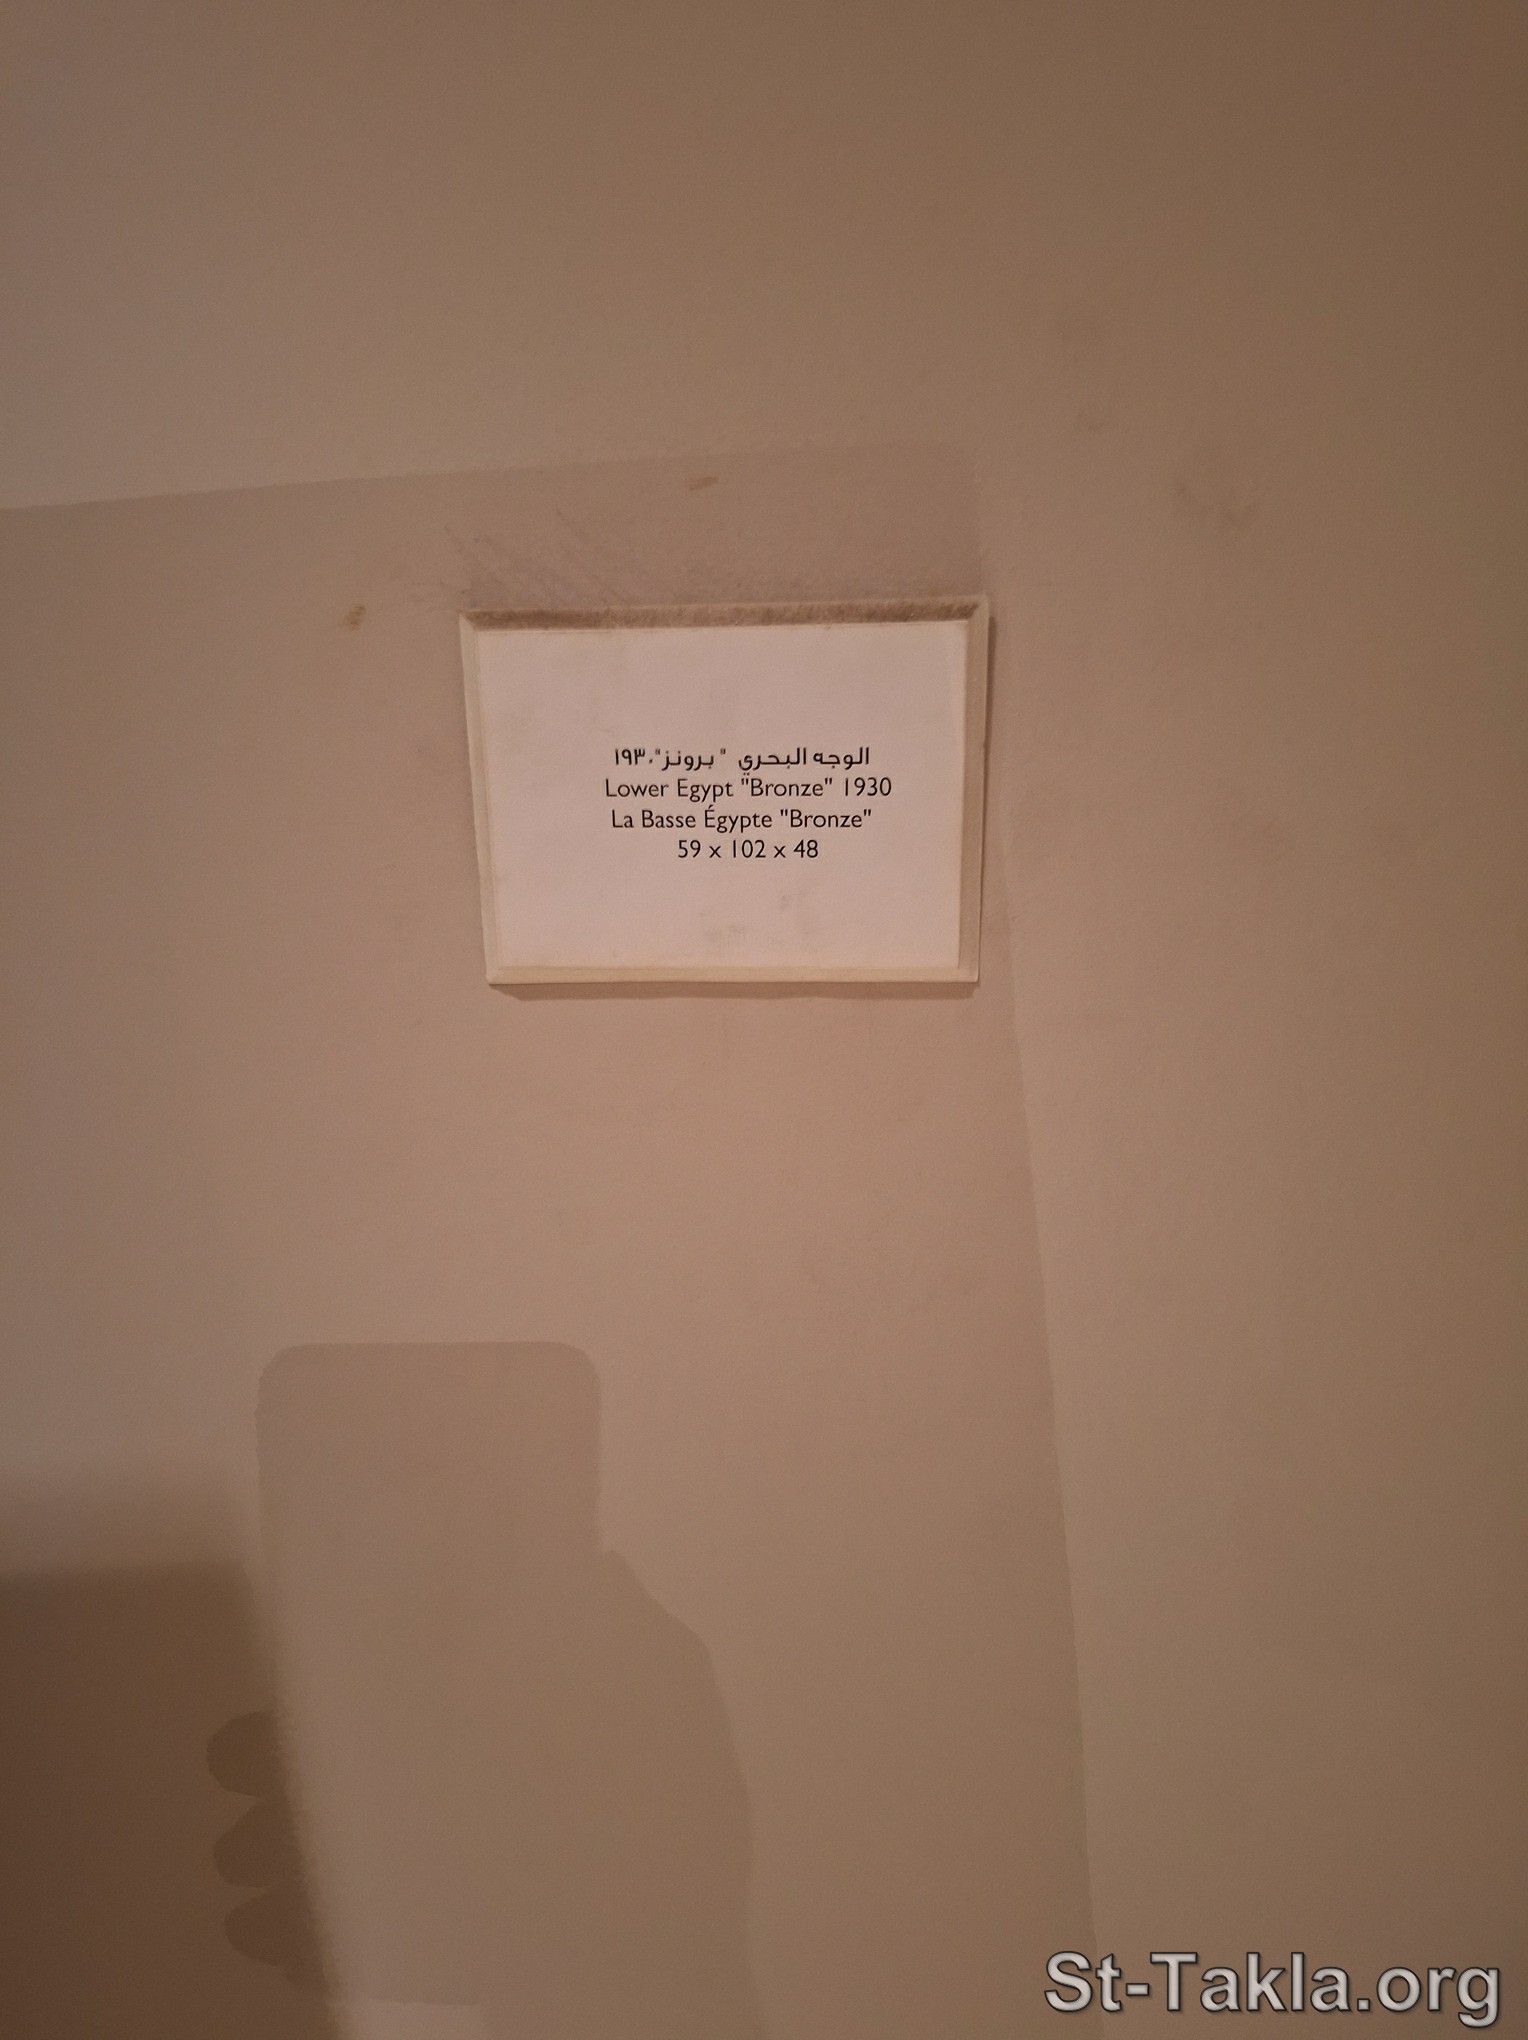 الوجه البحري " برونز"،١٩٣٠
Lower Egypt "Bronze" 1930
La Basse Égypte "Bronze"
59 x 102 x 48
St-Takla.org